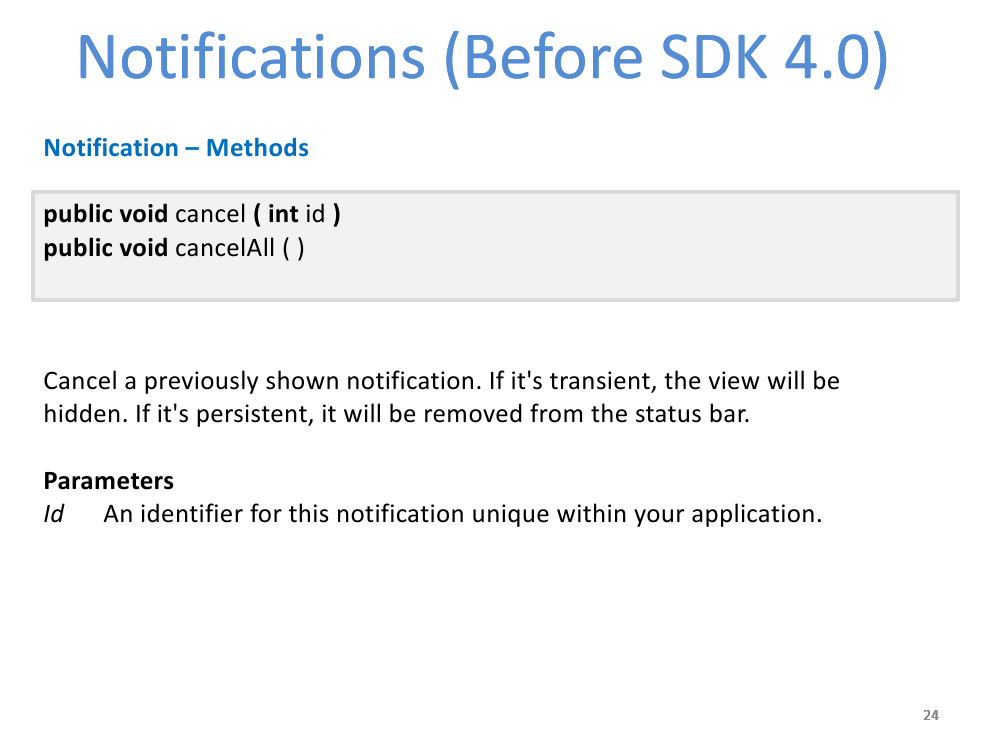 Notifications (Before SDK 4.0)
Notification – Methods
public void cancel ( int id )
public void cancelAll ( )
Cancel a previously shown notification. If it's transient, the view will be
hidden. If it's persistent, it will be removed from the status bar.
Parameters
Id An identifier for this notification unique within your application.
24